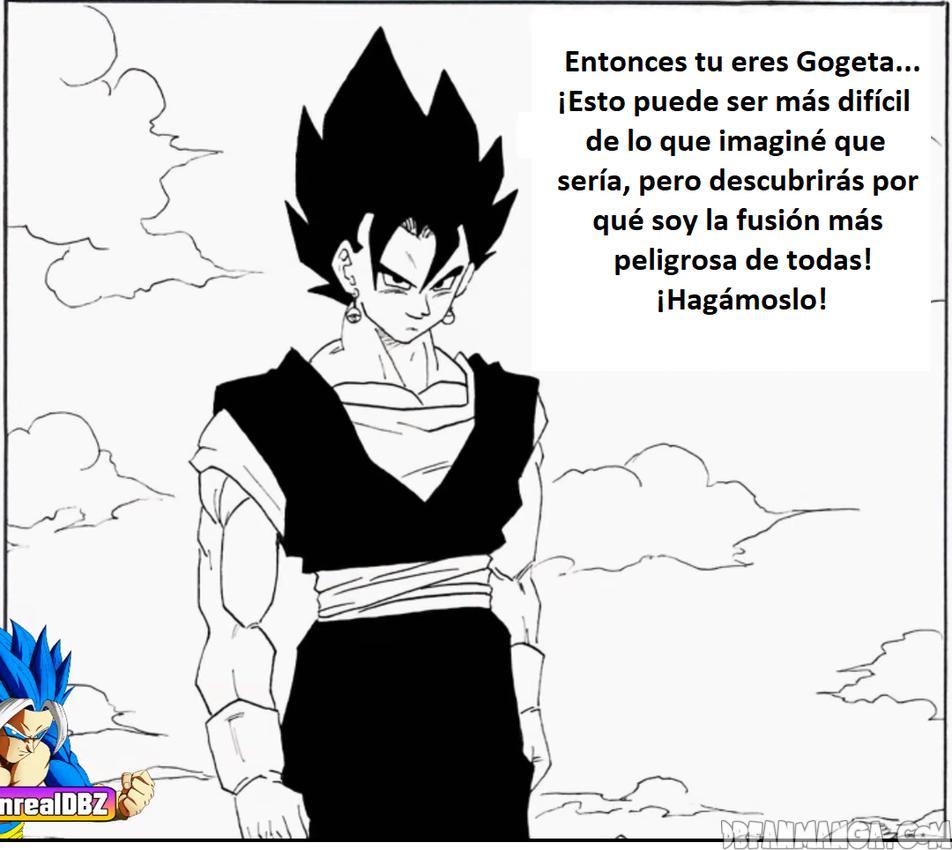 Entonces tu eres Gogeta...
¡Esto puede ser más difícil
de lo que imaginé que
sería, pero descubrirás por
qué soy la fusión más
peligrosa de todas!
¡Hagámoslo!
nrealDBZ
DBFANMANGA.COM